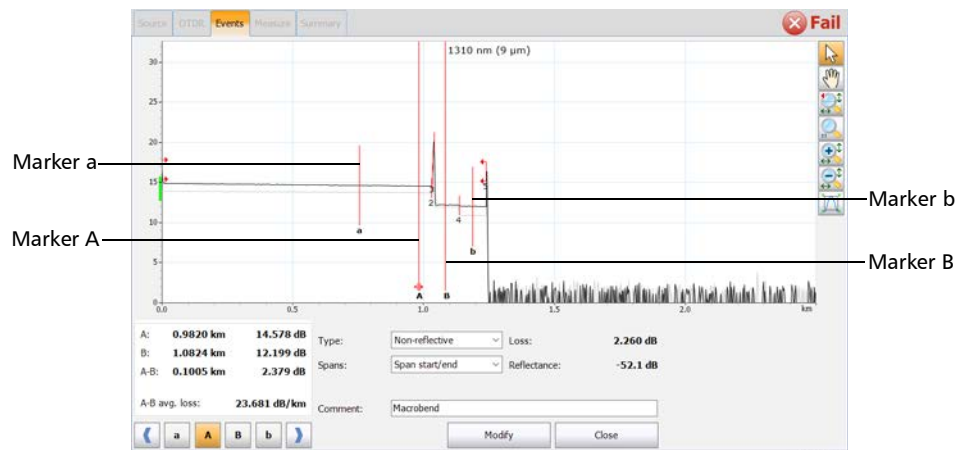 Source OTDR Events Measure Summary Fail
1310 nm (9 µm)
30
25
20
15
10
5
0
0.0 0.5 1.0 1.5 2.0 km
a
A
B
b
2
4
Marker a
Marker A
Marker b
Marker B
A: 0.9820 km 14.578 dB
B: 1.0824 km 12.199 dB
A-B: 0.1005 km 2.379 dB
A-B avg. loss: 23.681 dB/km
Type: Non-reflective Loss: 2.260 dB
Spans: Span start/end Reflectance: -52.1 dB
Comment: Macrobend
a A B b Modify Close